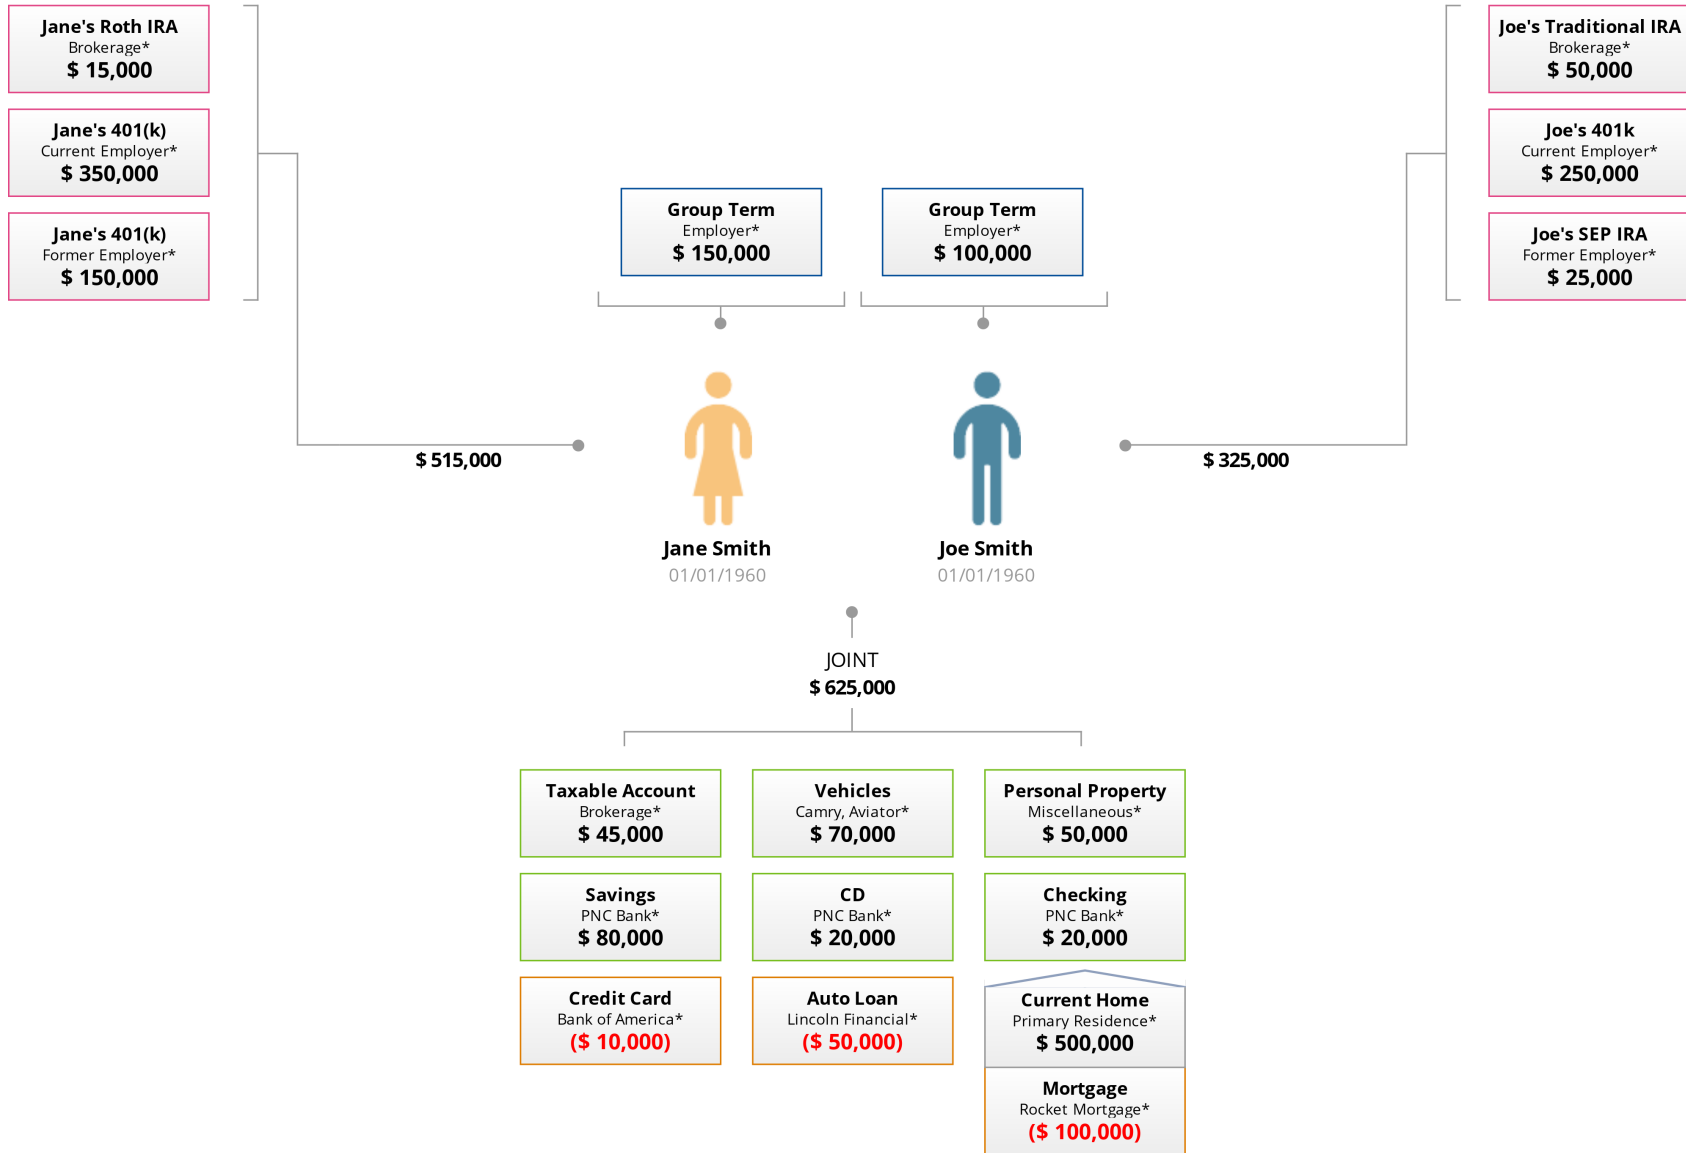 Jane's Roth IRA
Brokerage*
$ 15,000
Jane's 401(k)
Current Employer*
$ 350,000
Jane's 401(k)
Former Employer*
$ 150,000
$ 515,000
Group Term
Employer*
$ 150,000
Group Term
Employer*
$ 100,000
Joe's Traditional IRA
Brokerage*
$ 50,000
Joe's 401k
Current Employer*
$ 250,000
Joe's SEP IRA
Former Employer*
$ 25,000
$ 325,000
Jane Smith
01/01/1960
Joe Smith
01/01/1960
JOINT
$ 625,000
Taxable Account
Brokerage*
$ 45,000
Vehicles
Camry, Aviator*
$ 70,000
Personal Property
Miscellaneous*
$ 50,000
Savings
PNC Bank*
$ 80,000
CD
PNC Bank*
$ 20,000
Checking
PNC Bank*
$ 20,000
Credit Card
Bank of America*
($ 10,000)
Auto Loan
Lincoln Financial*
($ 50,000)
Current Home
Primary Residence*
$ 500,000
Mortgage
Rocket Mortgage*
($ 100,000)